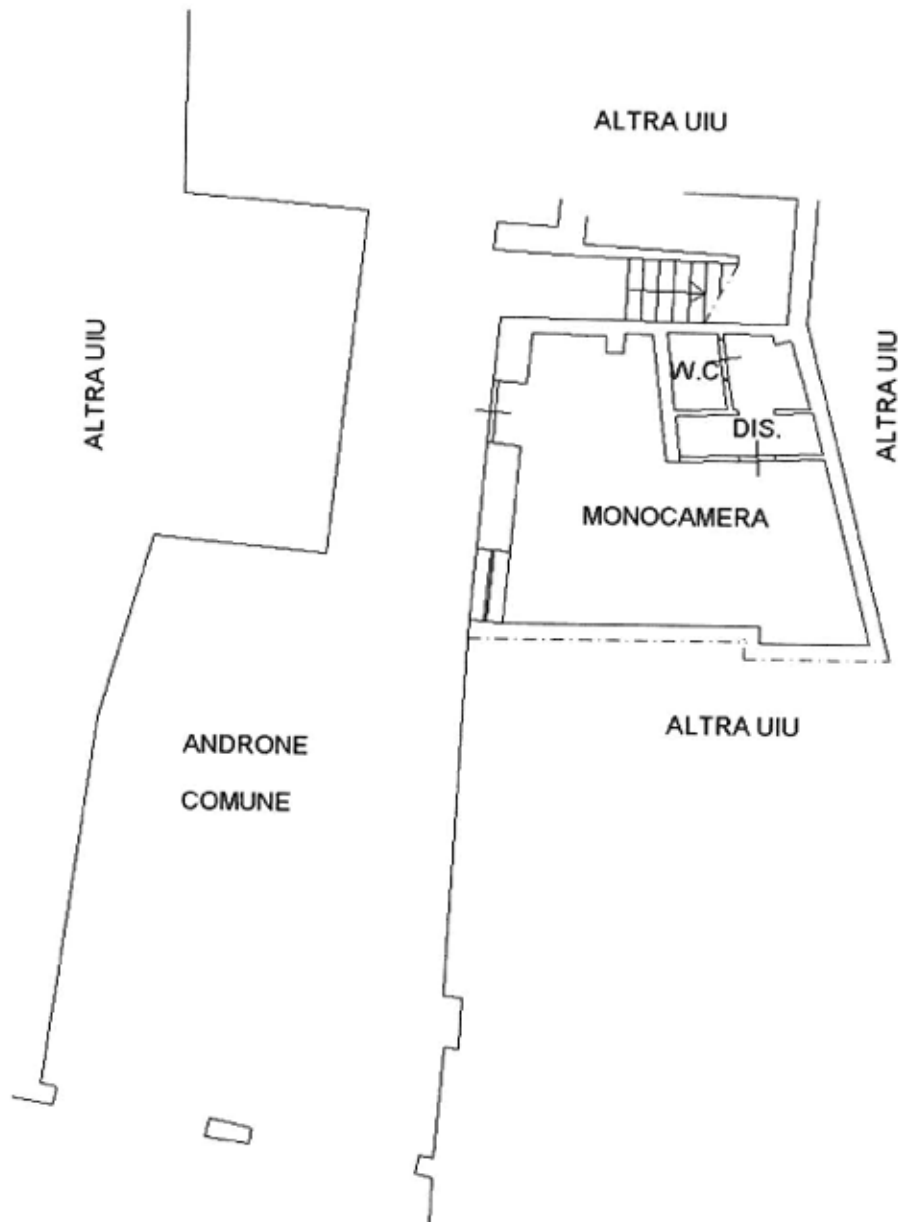 ALTRA UIU
ALTRA UIU
ALTRA UIU
W.C
DIS.
MONOCAMERA
ALTRA UIU
ANDRONE
COMUNE